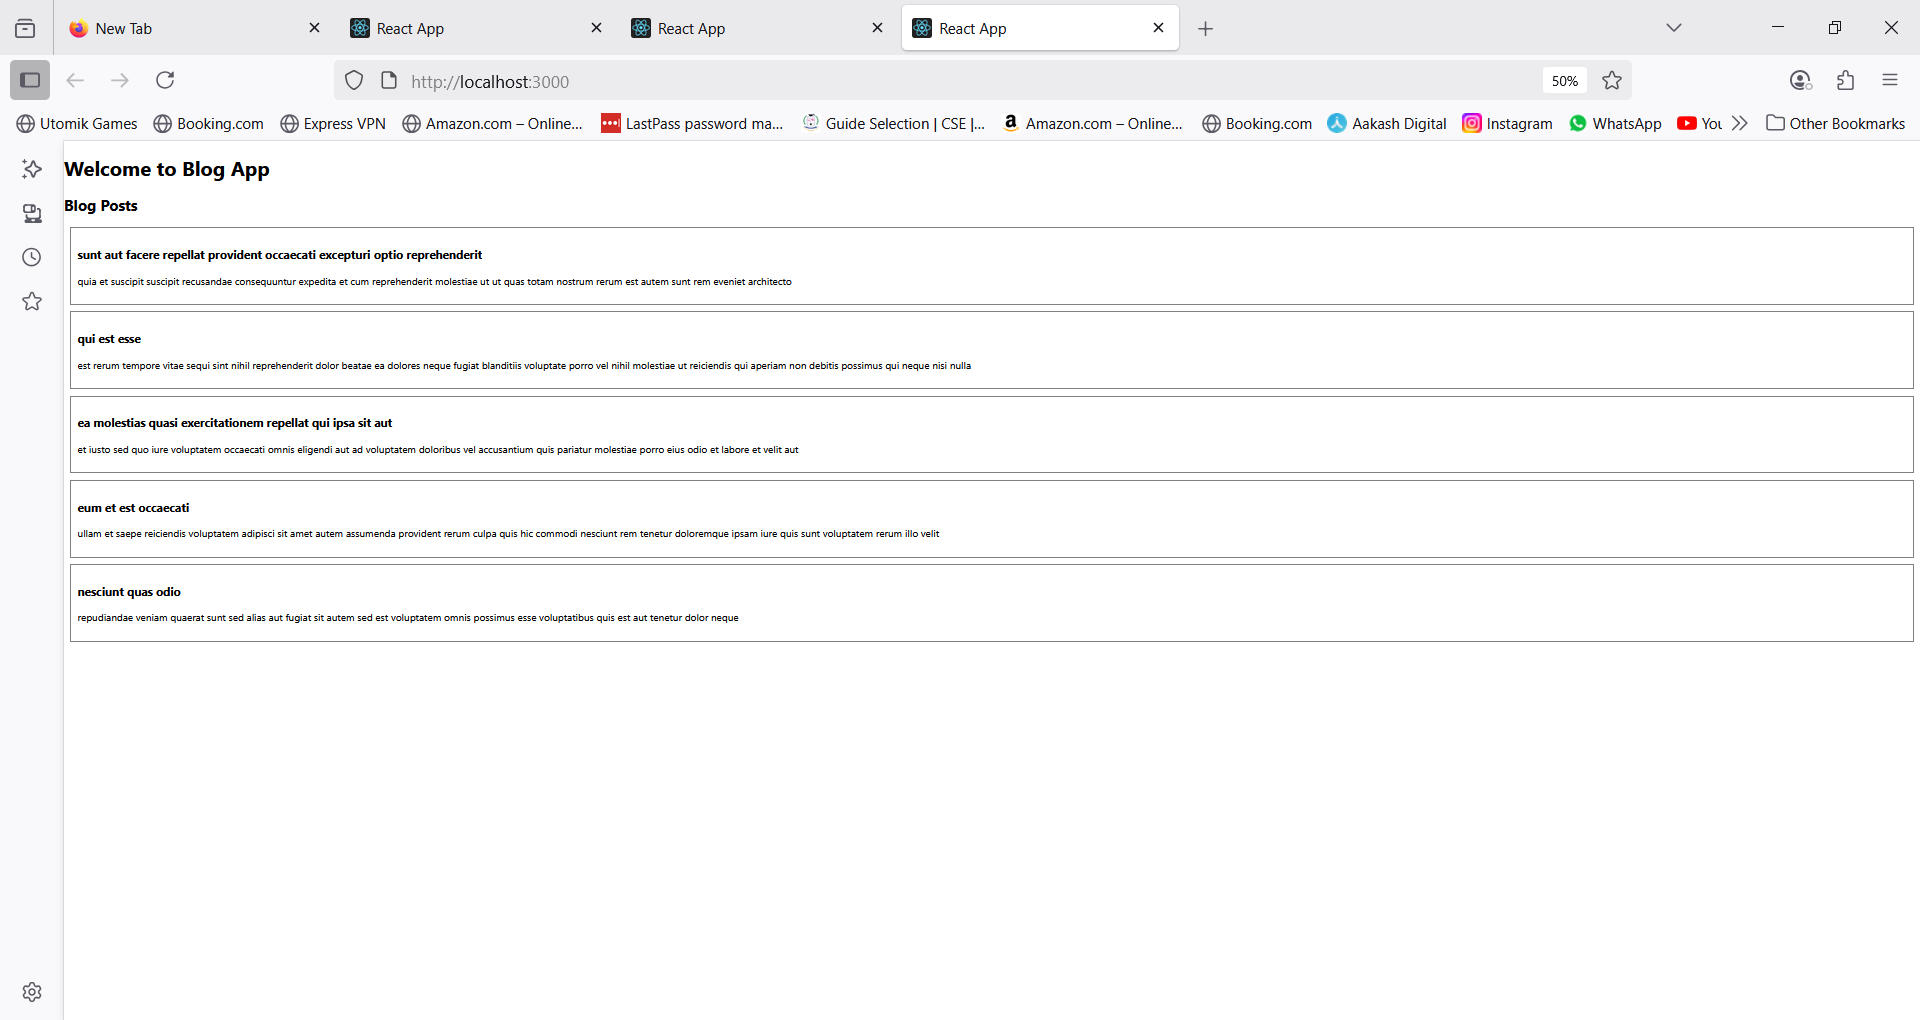 New Tab
React App
React App
React App
http://localhost:3000
50%
Utomik Games
Booking.com
Express VPN
Amazon.com – Online...
LastPass password ma...
Guide Selection | CSE |...
Amazon.com – Online...
Booking.com
Aakash Digital
Instagram
WhatsApp
You
Other Bookmarks
Welcome to Blog App
Blog Posts
sunt aut facere repellat provident occaecati excepturi optio reprehenderit
quia et suscipit suscipit recusandae consequuntur expedita et cum reprehenderit molestiae ut ut quas totam nostrum rerum est autem sunt rem eveniet architecto
qui est esse
est rerum tempore vitae sequi sint nihil reprehenderit dolor beatae ea dolores neque fugiat blanditiis voluptate porro vel nihil molestiae ut reiciendis qui aperiam non debitis possimus qui neque nisi nulla
ea molestias quasi exercitationem repellat qui ipsa sit aut
et iusto sed quo iure voluptatem occaecati omnis eligendi aut ad voluptatem doloribus vel accusantium quis pariatur molestiae porro eius odio et labore et velit aut
eum et est occaecati
ullam et saepe reiciendis voluptatem adipisci sit amet autem assumenda provident rerum culpa quis hic commodi nesciunt rem tenetur doloremque ipsam iure quis sunt voluptatem rerum illo velit
nesciunt quas odio
repudiandae veniam quaerat sunt sed alias aut fugiat sit autem sed est voluptatem omnis possimus esse voluptatibus quis est aut tenetur dolor neque